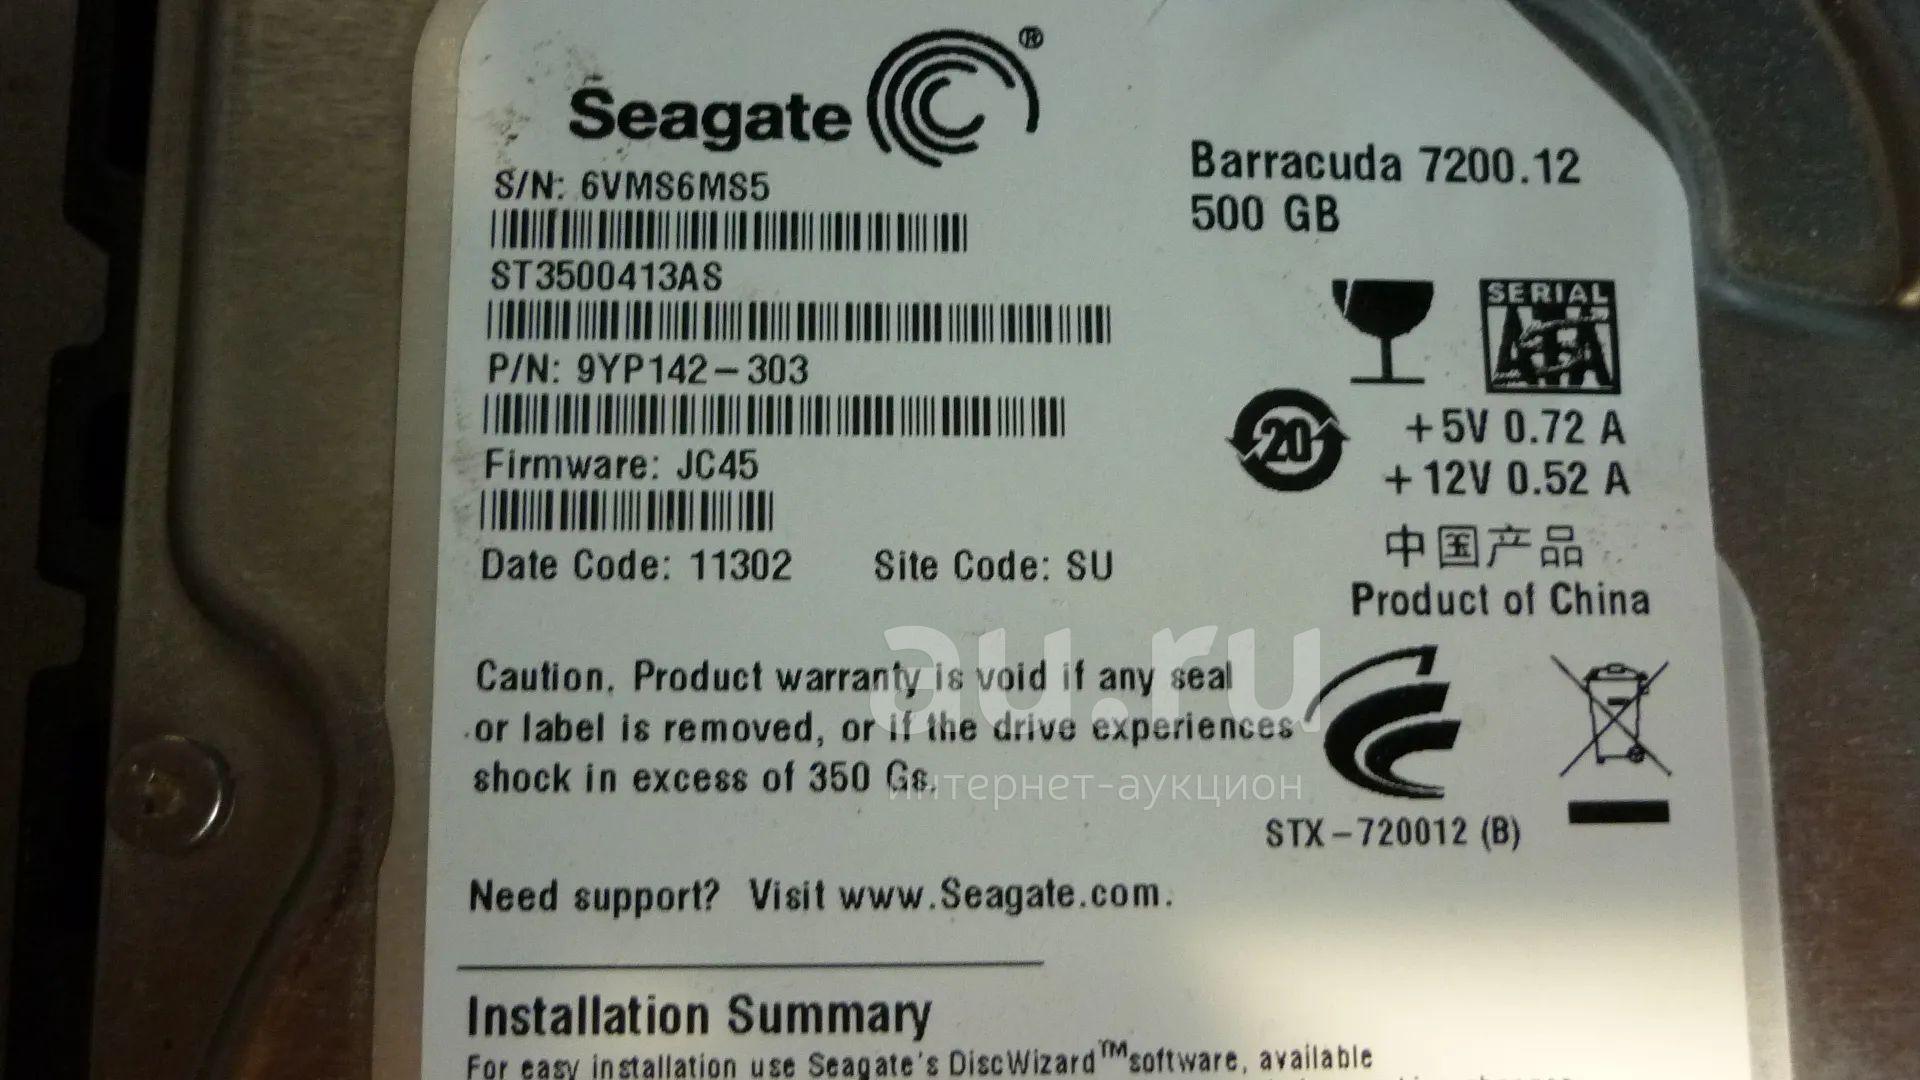 Seagate®
S/N: 6VMS6MS5
ST3500413AS
P/N: 9YP142-303
Firmware: JC45
Date Code: 11302 Site Code: SU
Barracuda 7200.12
500 GB
SERIAL
ATA
20
+5V 0.72 A
+12V 0.52 A
中国产品
Product of China
au.ru
интернет-аукцион
Caution. Product warranty is void if any seal
or label is removed, or if the drive experiences
shock in excess of 350 Gs.
STX-720012 (B)
Need support? Visit www.Seagate.com.
Installation Summary
For easy installation use Seagate's DiscWizard™ software, available